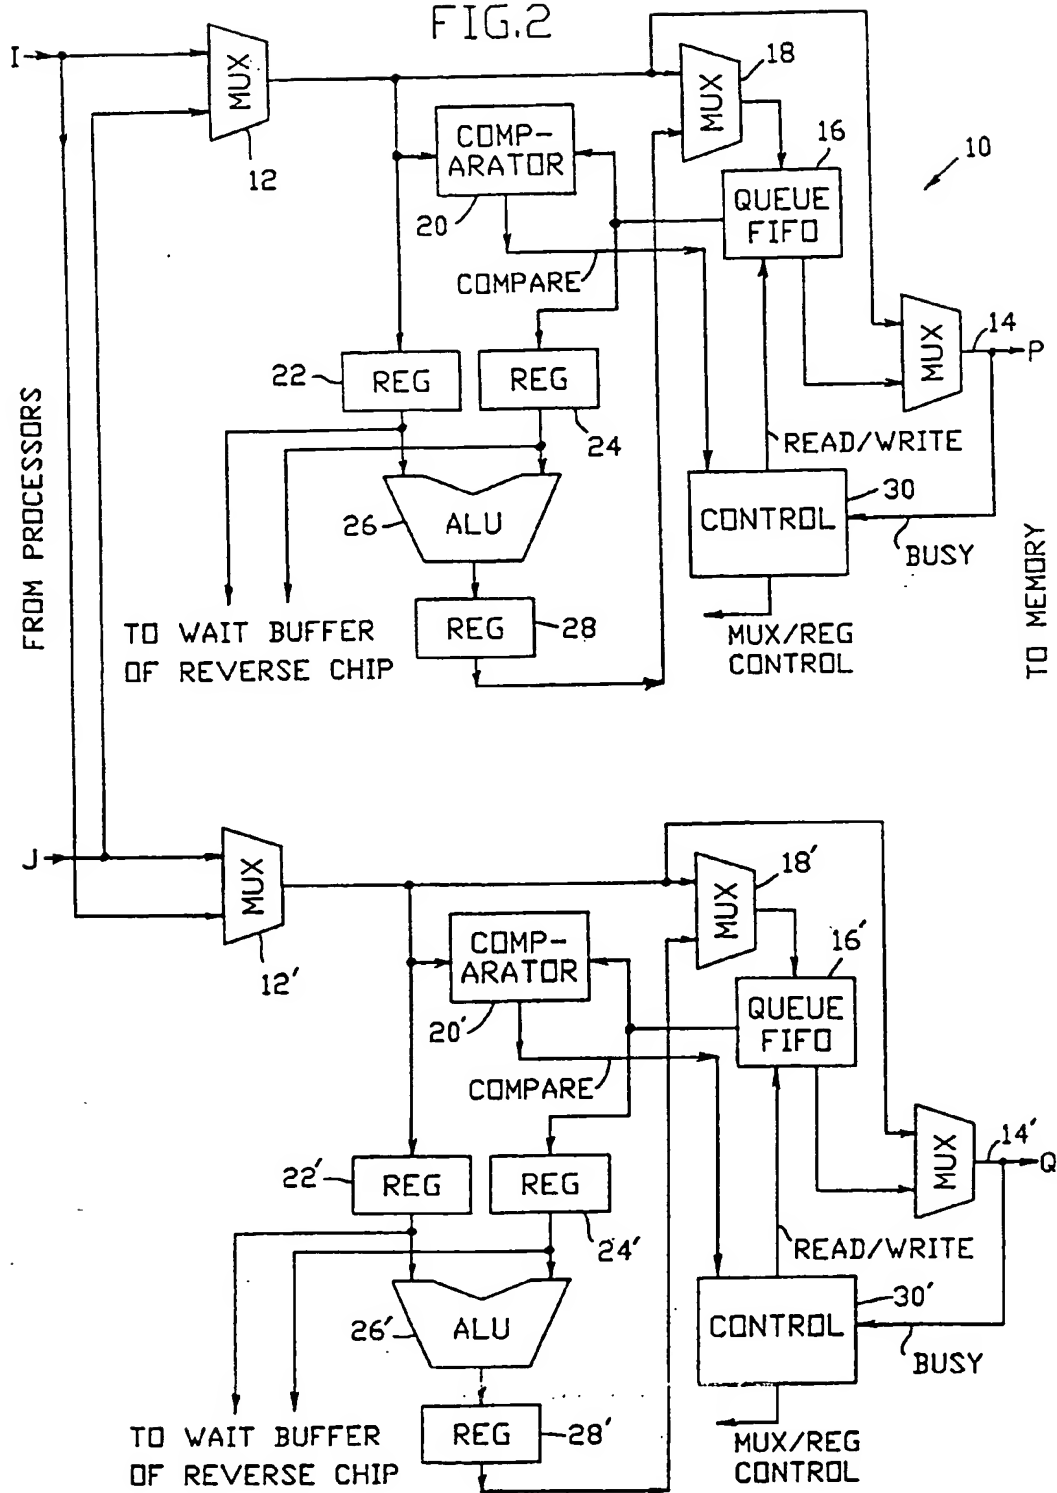 FIG.2
I
MUX
12
MUX
18
COMP-
ARATOR
20
QUEUE
FIFO
16
10
COMPARE
MUX
14
P
22
REG
REG
24
READ/WRITE
26
ALU
CONTROL
30
BUSY
FROM PROCESSORS
TO MEMORY
TO WAIT BUFFER
OF REVERSE CHIP
REG
28
MUX/REG
CONTROL
J
MUX
12'
MUX
18'
COMP-
ARATOR
20'
QUEUE
FIFO
16'
COMPARE
MUX
14'
Q
22'
REG
REG
24'
READ/WRITE
26'
ALU
CONTROL
30'
BUSY
TO WAIT BUFFER
OF REVERSE CHIP
REG
28'
MUX/REG
CONTROL